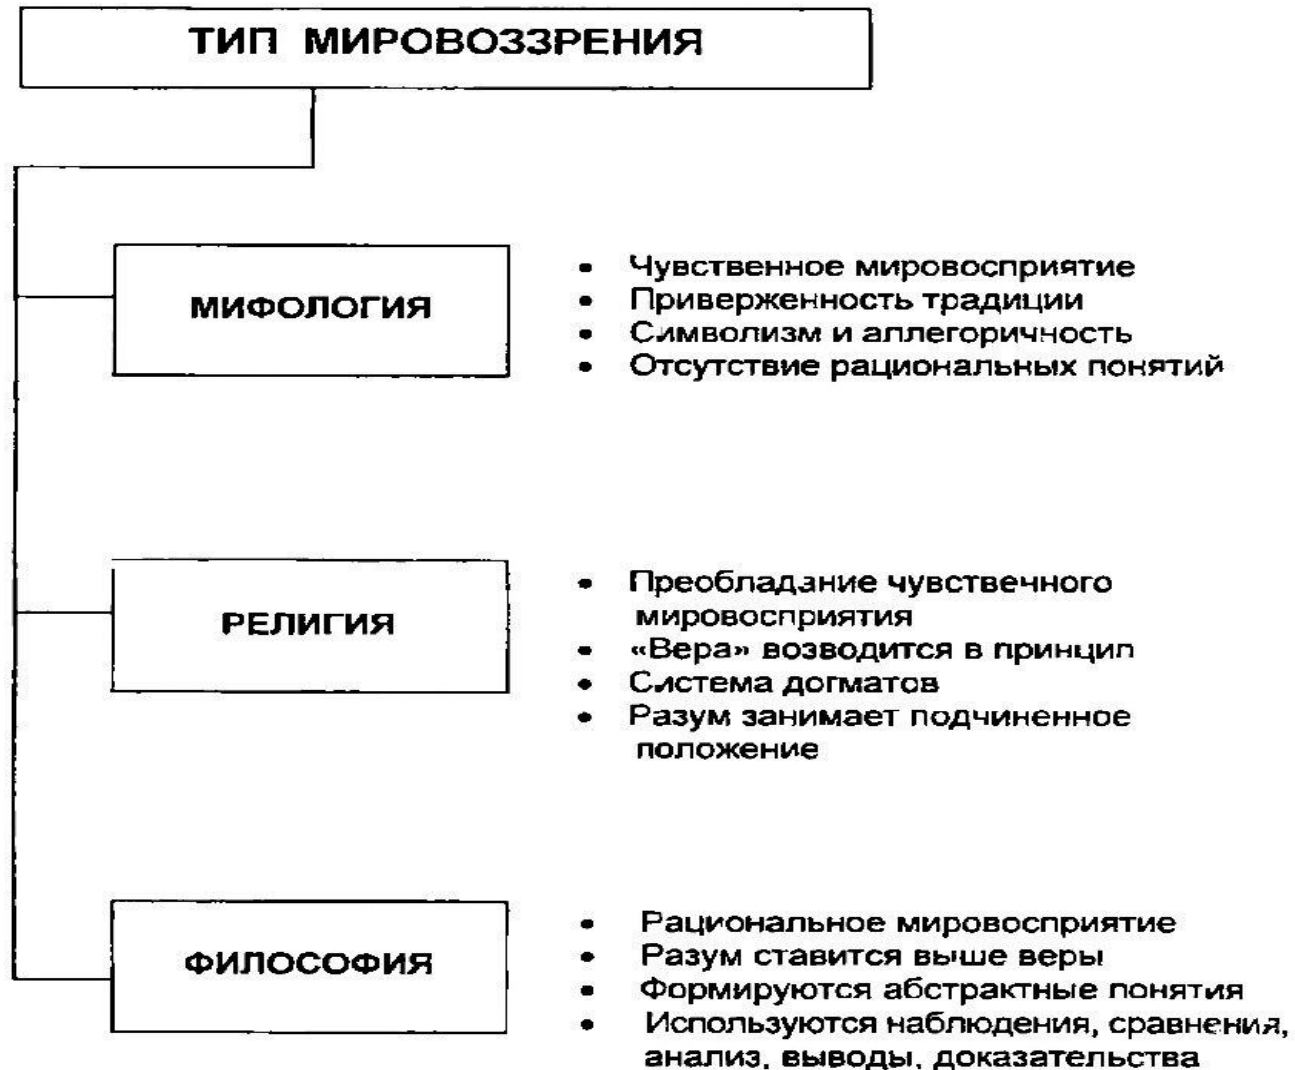 ТИП МИРОВОЗЗРЕНИЯ
МИФОЛОГИЯ
• Чувственное мировосприятие
• Приверженность традиции
• Символизм и аллегоричность
• Отсутствие рациональных понятий
РЕЛИГИЯ
• Преобладание чувственного
мировосприятия
• «Вера» возводится в принцип
• Система догматов
• Разум занимает подчиненное
положение
ФИЛОСОФИЯ
• Рациональное мировосприятие
• Разум ставится выше веры
• Формируются абстрактные понятия
• Используются наблюдения, сравнения,
анализ, выводы, доказательства